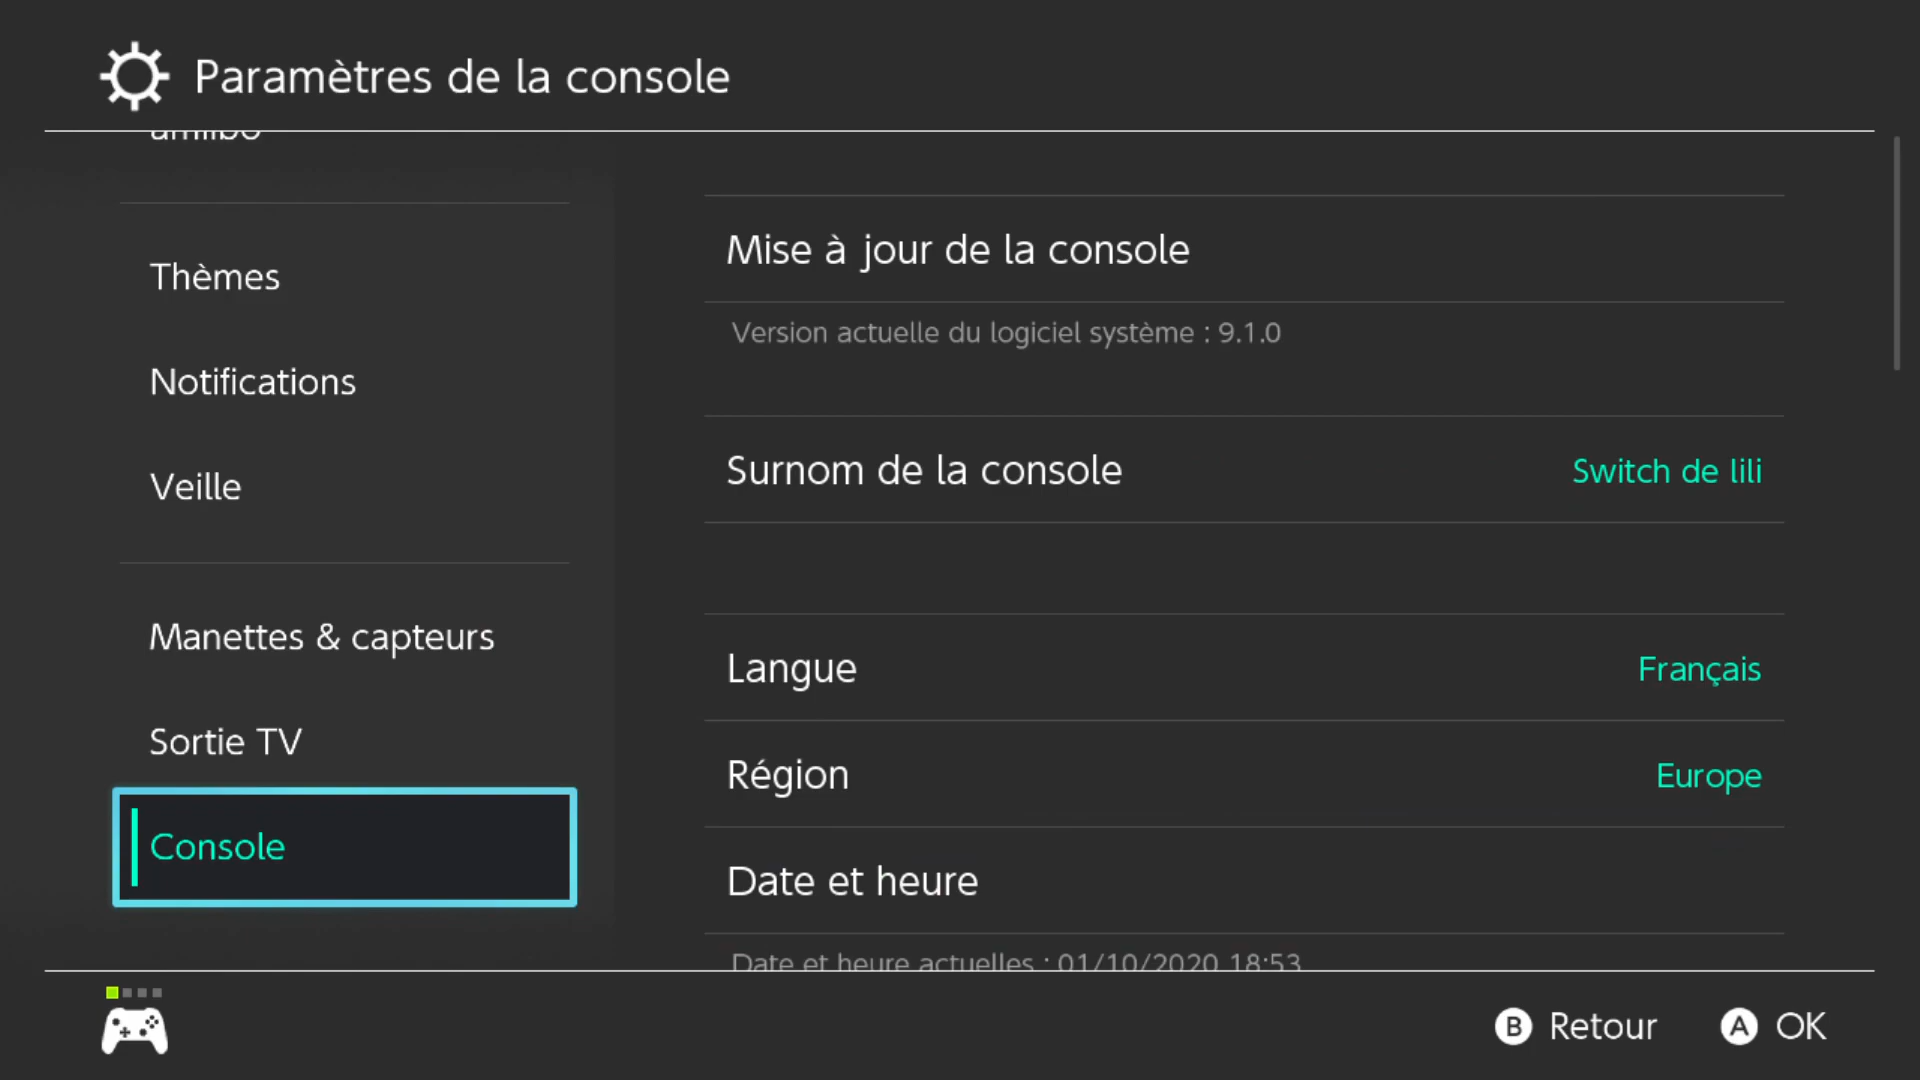 Paramètres de la console
amiibo
Thèmes
Notifications
Veille
Manettes & capteurs
Sortie TV
Console
Mise à jour de la console
Version actuelle du logiciel système : 9.1.0
Surnom de la console
Switch de lili
Langue
Français
Région
Europe
Date et heure
Date et heure actuelles : 01/10/2020 18:53
B Retour
A OK